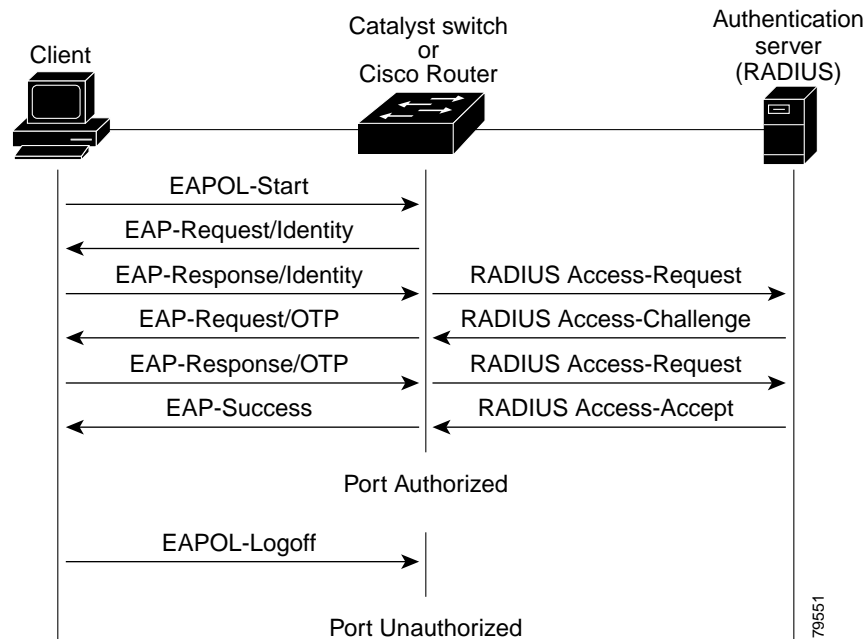 Client
Catalyst switch
or
Cisco Router
Authentication
server
(RADIUS)
EAPOL-Start
EAP-Request/Identity
EAP-Response/Identity
RADIUS Access-Request
EAP-Request/OTP
RADIUS Access-Challenge
EAP-Response/OTP
RADIUS Access-Request
EAP-Success
RADIUS Access-Accept
Port Authorized
EAPOL-Logoff
Port Unauthorized
79551